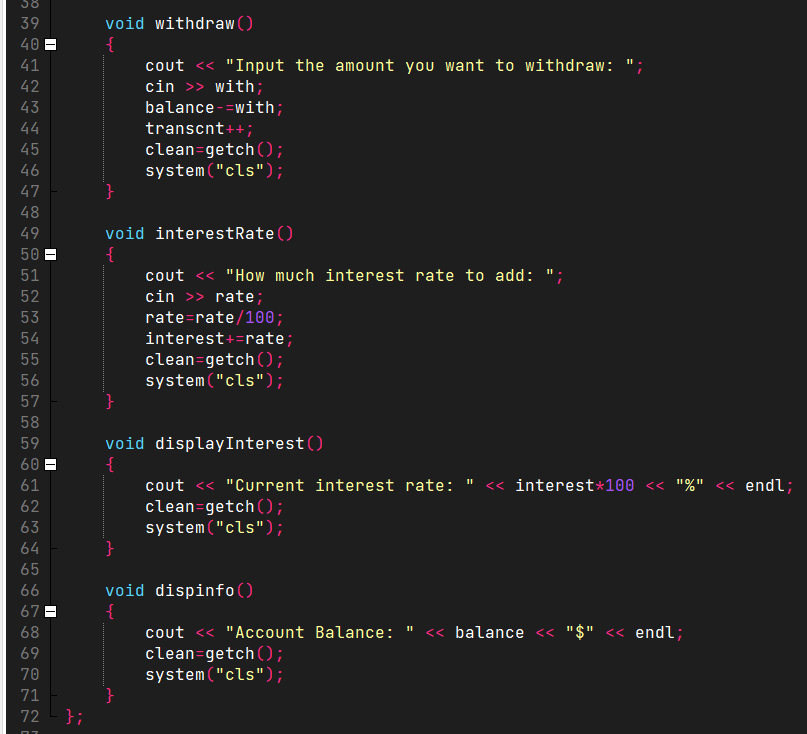 38
39 void withdraw()
40 {
41 cout << "Input the amount you want to withdraw: ";
42 cin >> with;
43 balance-=with;
44 transcnt++;
45 clean=getch();
46 system("cls");
47 }
48
49 void interestRate()
50 {
51 cout << "How much interest rate to add: ";
52 cin >> rate;
53 rate=rate/100;
54 interest+=rate;
55 clean=getch();
56 system("cls");
57 }
58
59 void displayInterest()
60 {
61 cout << "Current interest rate: " << interest*100 << "%" << endl;
62 clean=getch();
63 system("cls");
64 }
65
66 void dispinfo()
67 {
68 cout << "Account Balance: " << balance << "$" << endl;
69 clean=getch();
70 system("cls");
71 }
72 };
73